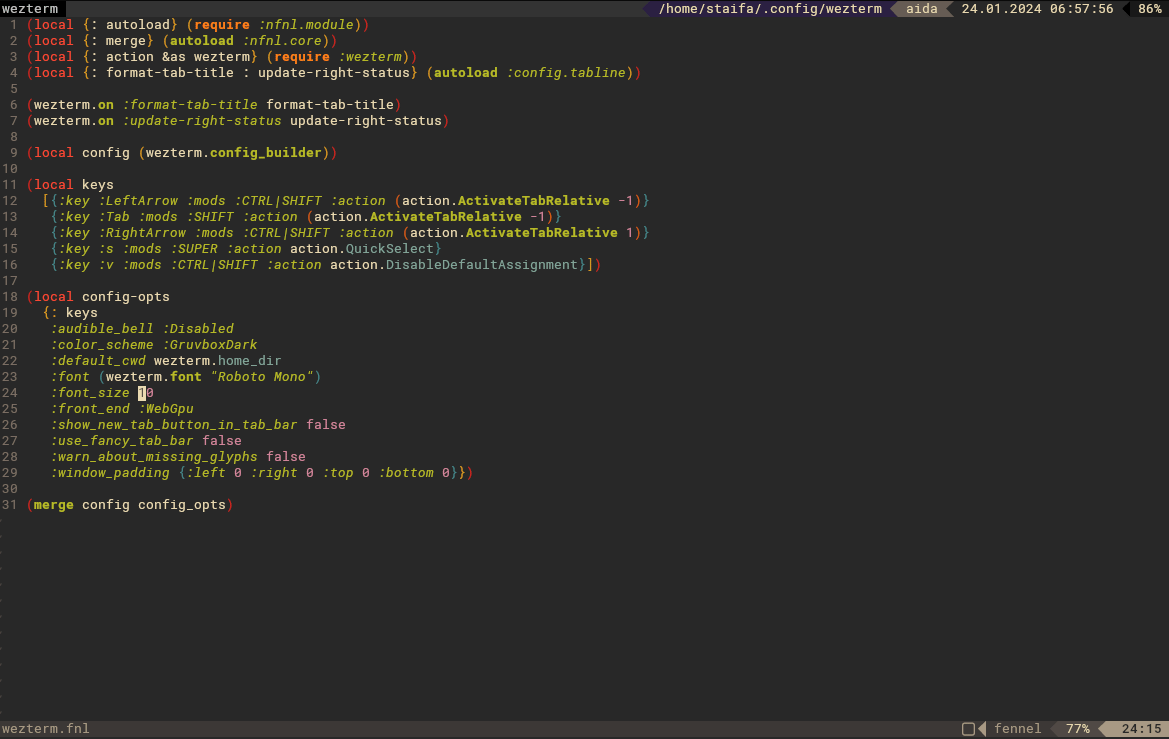 wezterm /home/staifa/.config/wezterm aida 24.01.2024 06:57:56 86%
1 (local {: autoload} (require :nfnl.module))
2 (local {: merge} (autoload :nfnl.core))
3 (local {: action &as wezterm} (require :wezterm))
4 (local {: format-tab-title : update-right-status} (autoload :config.tabline))
5
6 (wezterm.on :format-tab-title format-tab-title)
7 (wezterm.on :update-right-status update-right-status)
8
9 (local config (wezterm.config_builder))
10
11 (local keys
12   [{:key :LeftArrow :mods :CTRL|SHIFT :action (action.ActivateTabRelative -1)}
13    {:key :Tab :mods :SHIFT :action (action.ActivateTabRelative -1)}
14    {:key :RightArrow :mods :CTRL|SHIFT :action (action.ActivateTabRelative 1)}
15    {:key :s :mods :SUPER :action action.QuickSelect}
16    {:key :v :mods :CTRL|SHIFT :action action.DisableDefaultAssignment}])
17
18 (local config-opts
19   {: keys
20    :audible_bell :Disabled
21    :color_scheme :GruvboxDark
22    :default_cwd wezterm.home_dir
23    :font (wezterm.font "Roboto Mono")
24    :font_size 10
25    :front_end :WebGpu
26    :show_new_tab_button_in_tab_bar false
27    :use_fancy_tab_bar false
28    :warn_about_missing_glyphs false
29    :window_padding {:left 0 :right 0 :top 0 :bottom 0}})
30
31 (merge config config_opts)
wezterm.fnl fennel 77% 24:15